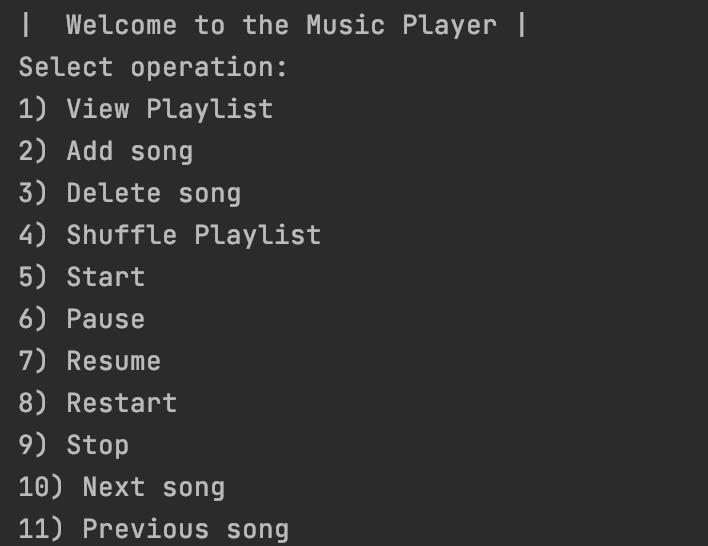 |  Welcome to the Music Player |
Select operation:
1) View Playlist
2) Add song
3) Delete song
4) Shuffle Playlist
5) Start
6) Pause
7) Resume
8) Restart
9) Stop
10) Next song
11) Previous song